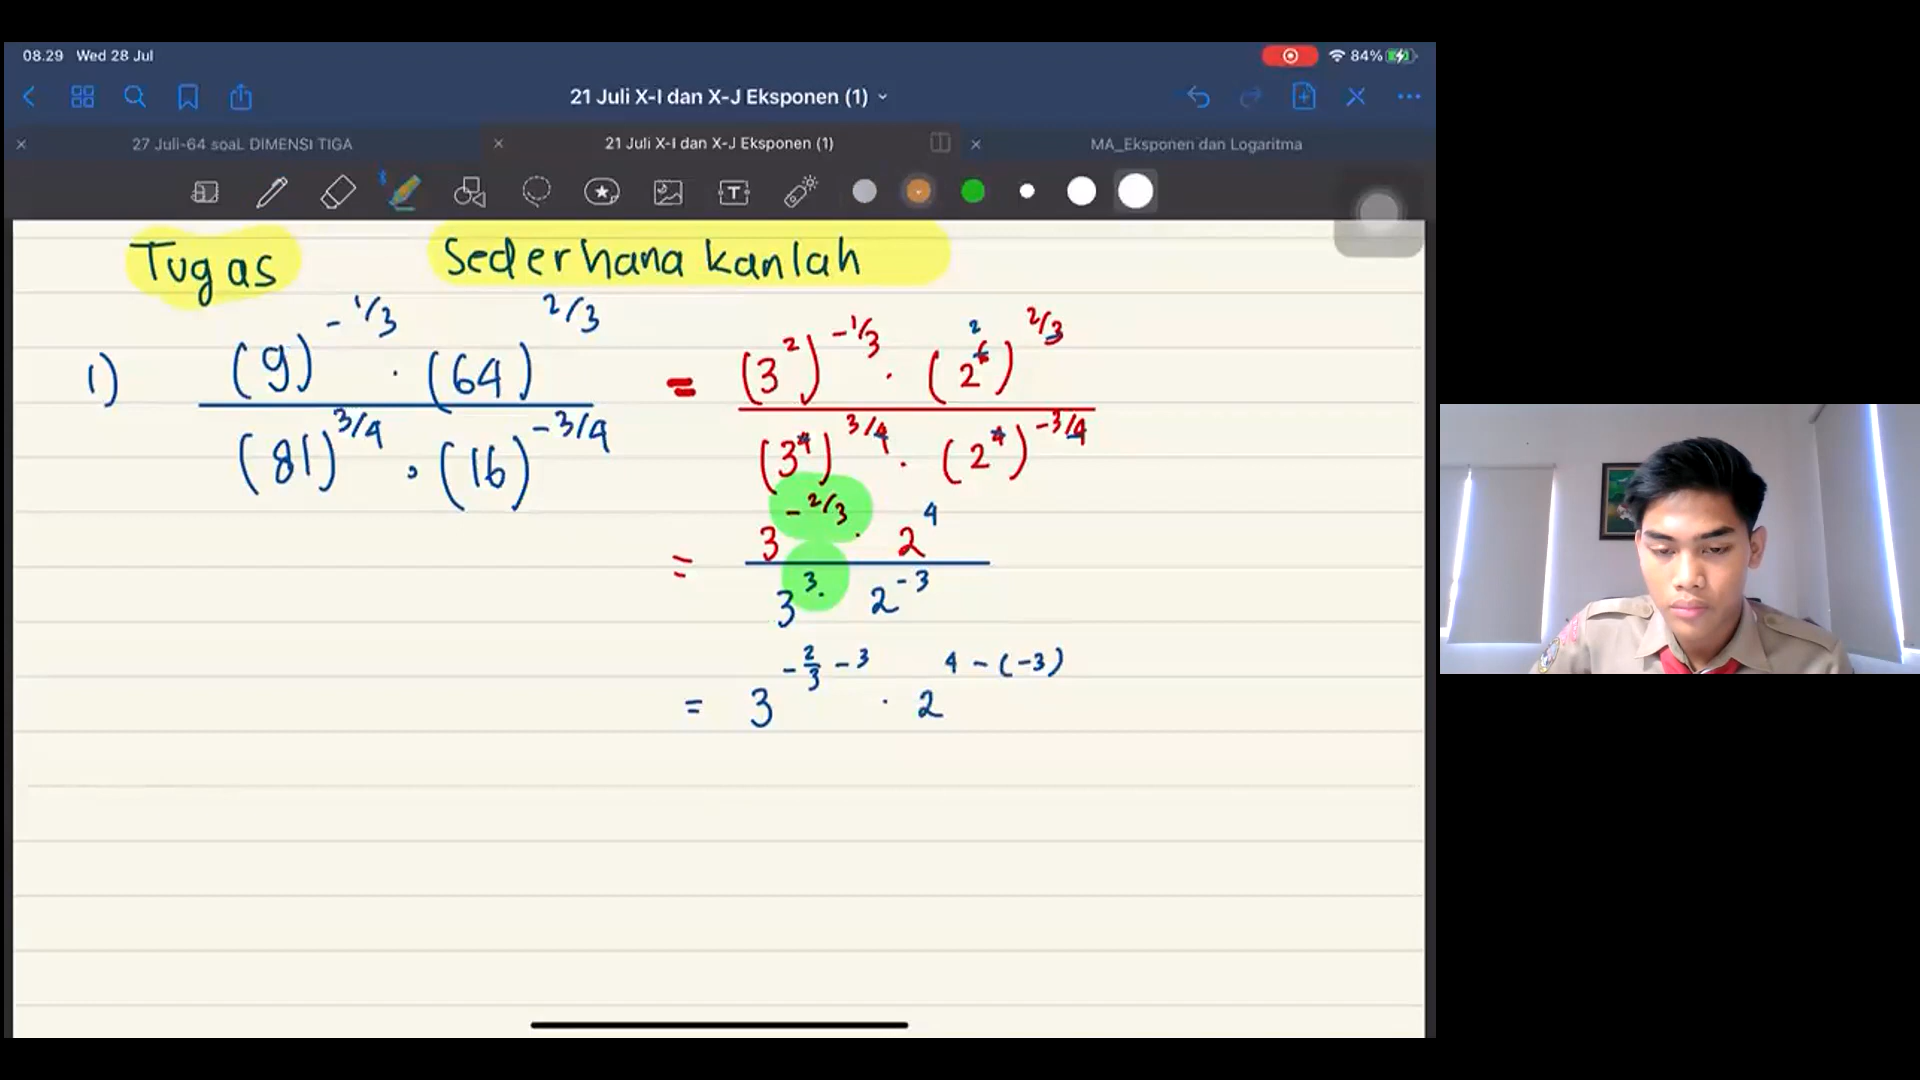 08.29 Wed 28 Jul
84%
21 Juli X-I dan X-J Eksponen (1)
27 Juli-64 soaL DIMENSI TIGA
21 Juli X-I dan X-J Eksponen (1)
MA_Eksponen dan Logaritma
Tugas Sederhanakanlah
1) (9)^{-1/3} · (64)^{2/3} / (81)^{3/4} · (16)^{-3/4} = (3^2)^{-1/3} · (2^6)^{2/3} / (3^4)^{3/4} · (2^4)^{-3/4}
2
= 3^{-2/3} · 2^4 / 3^3 · 2^{-3}
= 3^{-2/3 - 3} · 2^{4 - (-3)}